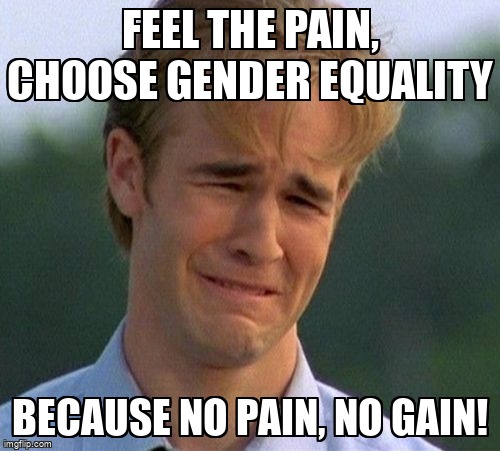 FEEL THE PAIN,
CHOOSE GENDER EQUALITY
BECAUSE NO PAIN, NO GAIN!
imgflip.com